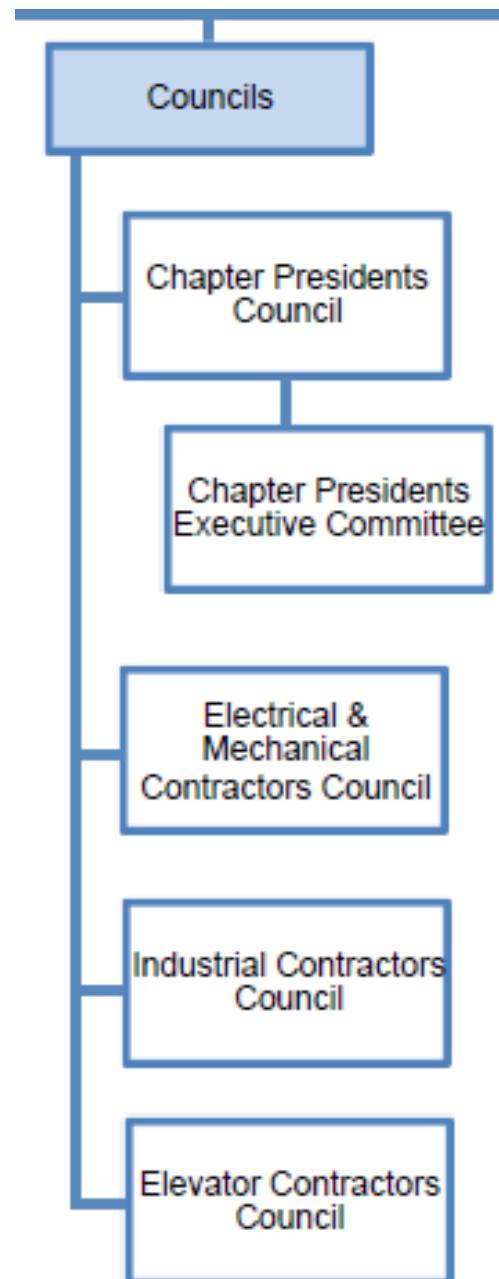 Councils
Chapter Presidents
Council
Chapter Presidents
Executive Committee
Electrical &
Mechanical
Contractors Council
Industrial Contractors
Council
Elevator Contractors
Council